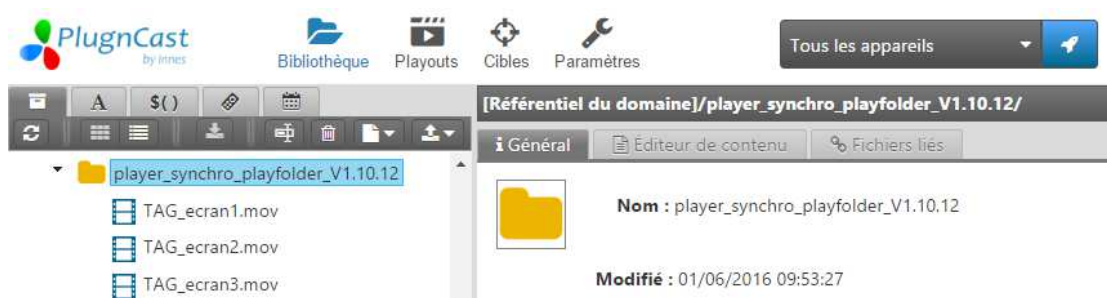 PlugnCast
by Innes
Bibliothèque Playouts Cibles Paramètres
Tous les appareils
A $( )
[Référentiel du domaine]/player_synchro_playfolder_V1.10.12/
Général Éditeur de contenu Fichiers liés
player_synchro_playfolder_V1.10.12
TAG_ecran1.mov
TAG_ecran2.mov
TAG_ecran3.mov
Nom : player_synchro_playfolder_V1.10.12
Modifié : 01/06/2016 09:53:27